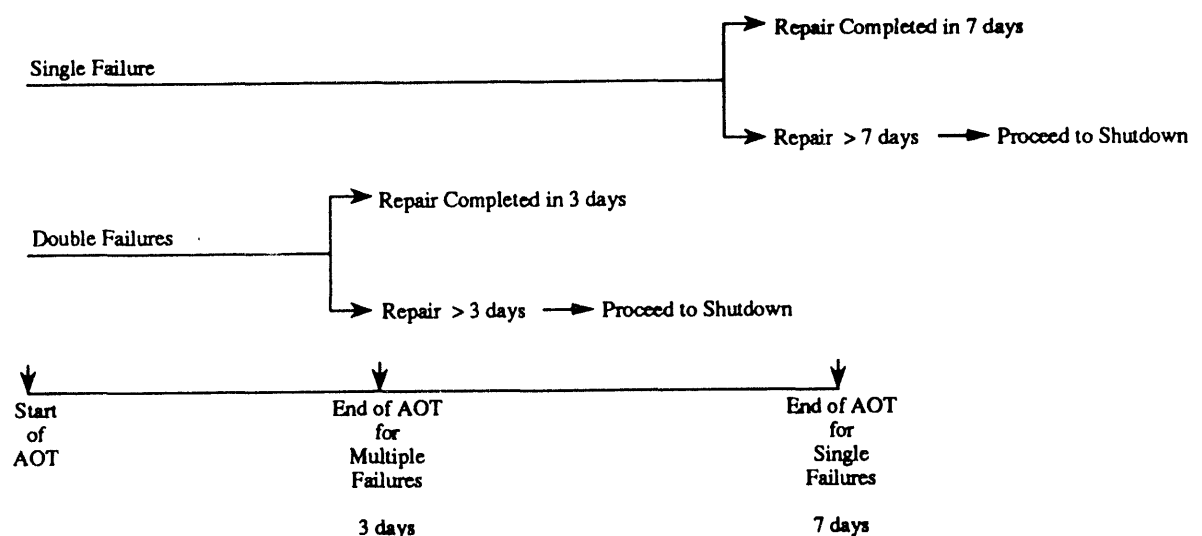 Repair Completed in 7 days
Single Failure
Repair > 7 days
Proceed to Shutdown
Repair Completed in 3 days
Double Failures
Repair > 3 days
Proceed to Shutdown
Start
of
AOT
End of AOT
for
Multiple
Failures
3 days
End of AOT
for
Single
Failures
7 days